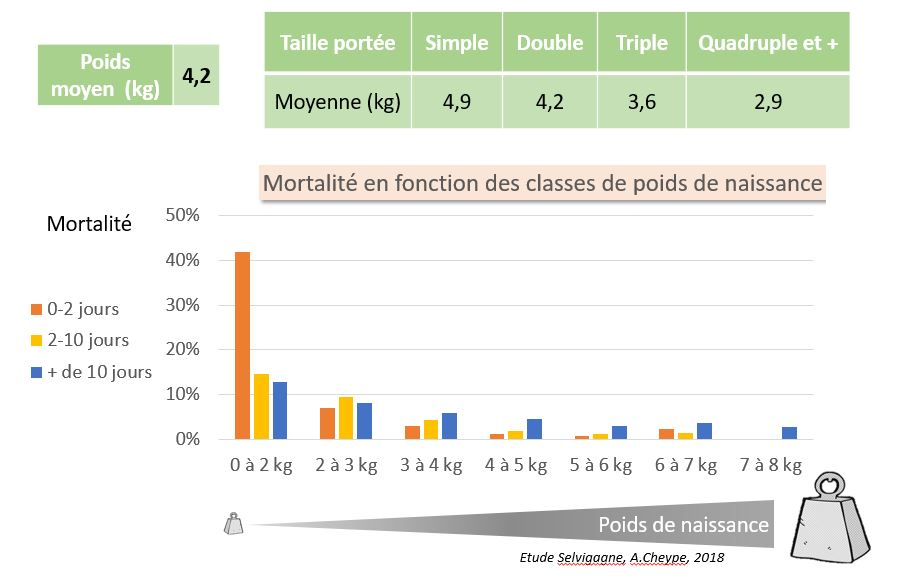 Poids
moyen (kg)
4,2
Taille portée Simple Double Triple Quadruple et +
Moyenne (kg) 4,9 4,2 3,6 2,9
Mortalité en fonction des classes de poids de naissance
Mortalité
50%
40%
30%
20%
10%
0%
0-2 jours
2-10 jours
+ de 10 jours
0 à 2 kg 2 à 3 kg 3 à 4 kg 4 à 5 kg 5 à 6 kg 6 à 7 kg 7 à 8 kg
Poids de naissance
Etude Selvigagne, A.Cheype, 2018